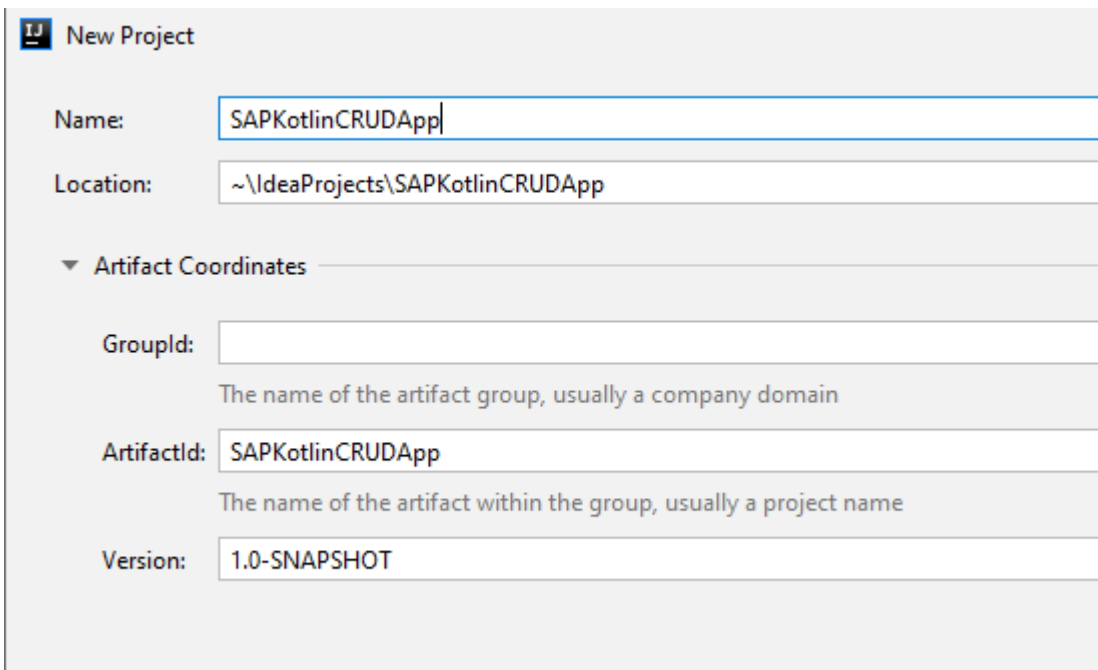 IJ New Project
Name: SAPKotlinCRUDApp
Location: ~\IdeaProjects\SAPKotlinCRUDApp
Artifact Coordinates
GroupId:
The name of the artifact group, usually a company domain
ArtifactId: SAPKotlinCRUDApp
The name of the artifact within the group, usually a project name
Version: 1.0-SNAPSHOT